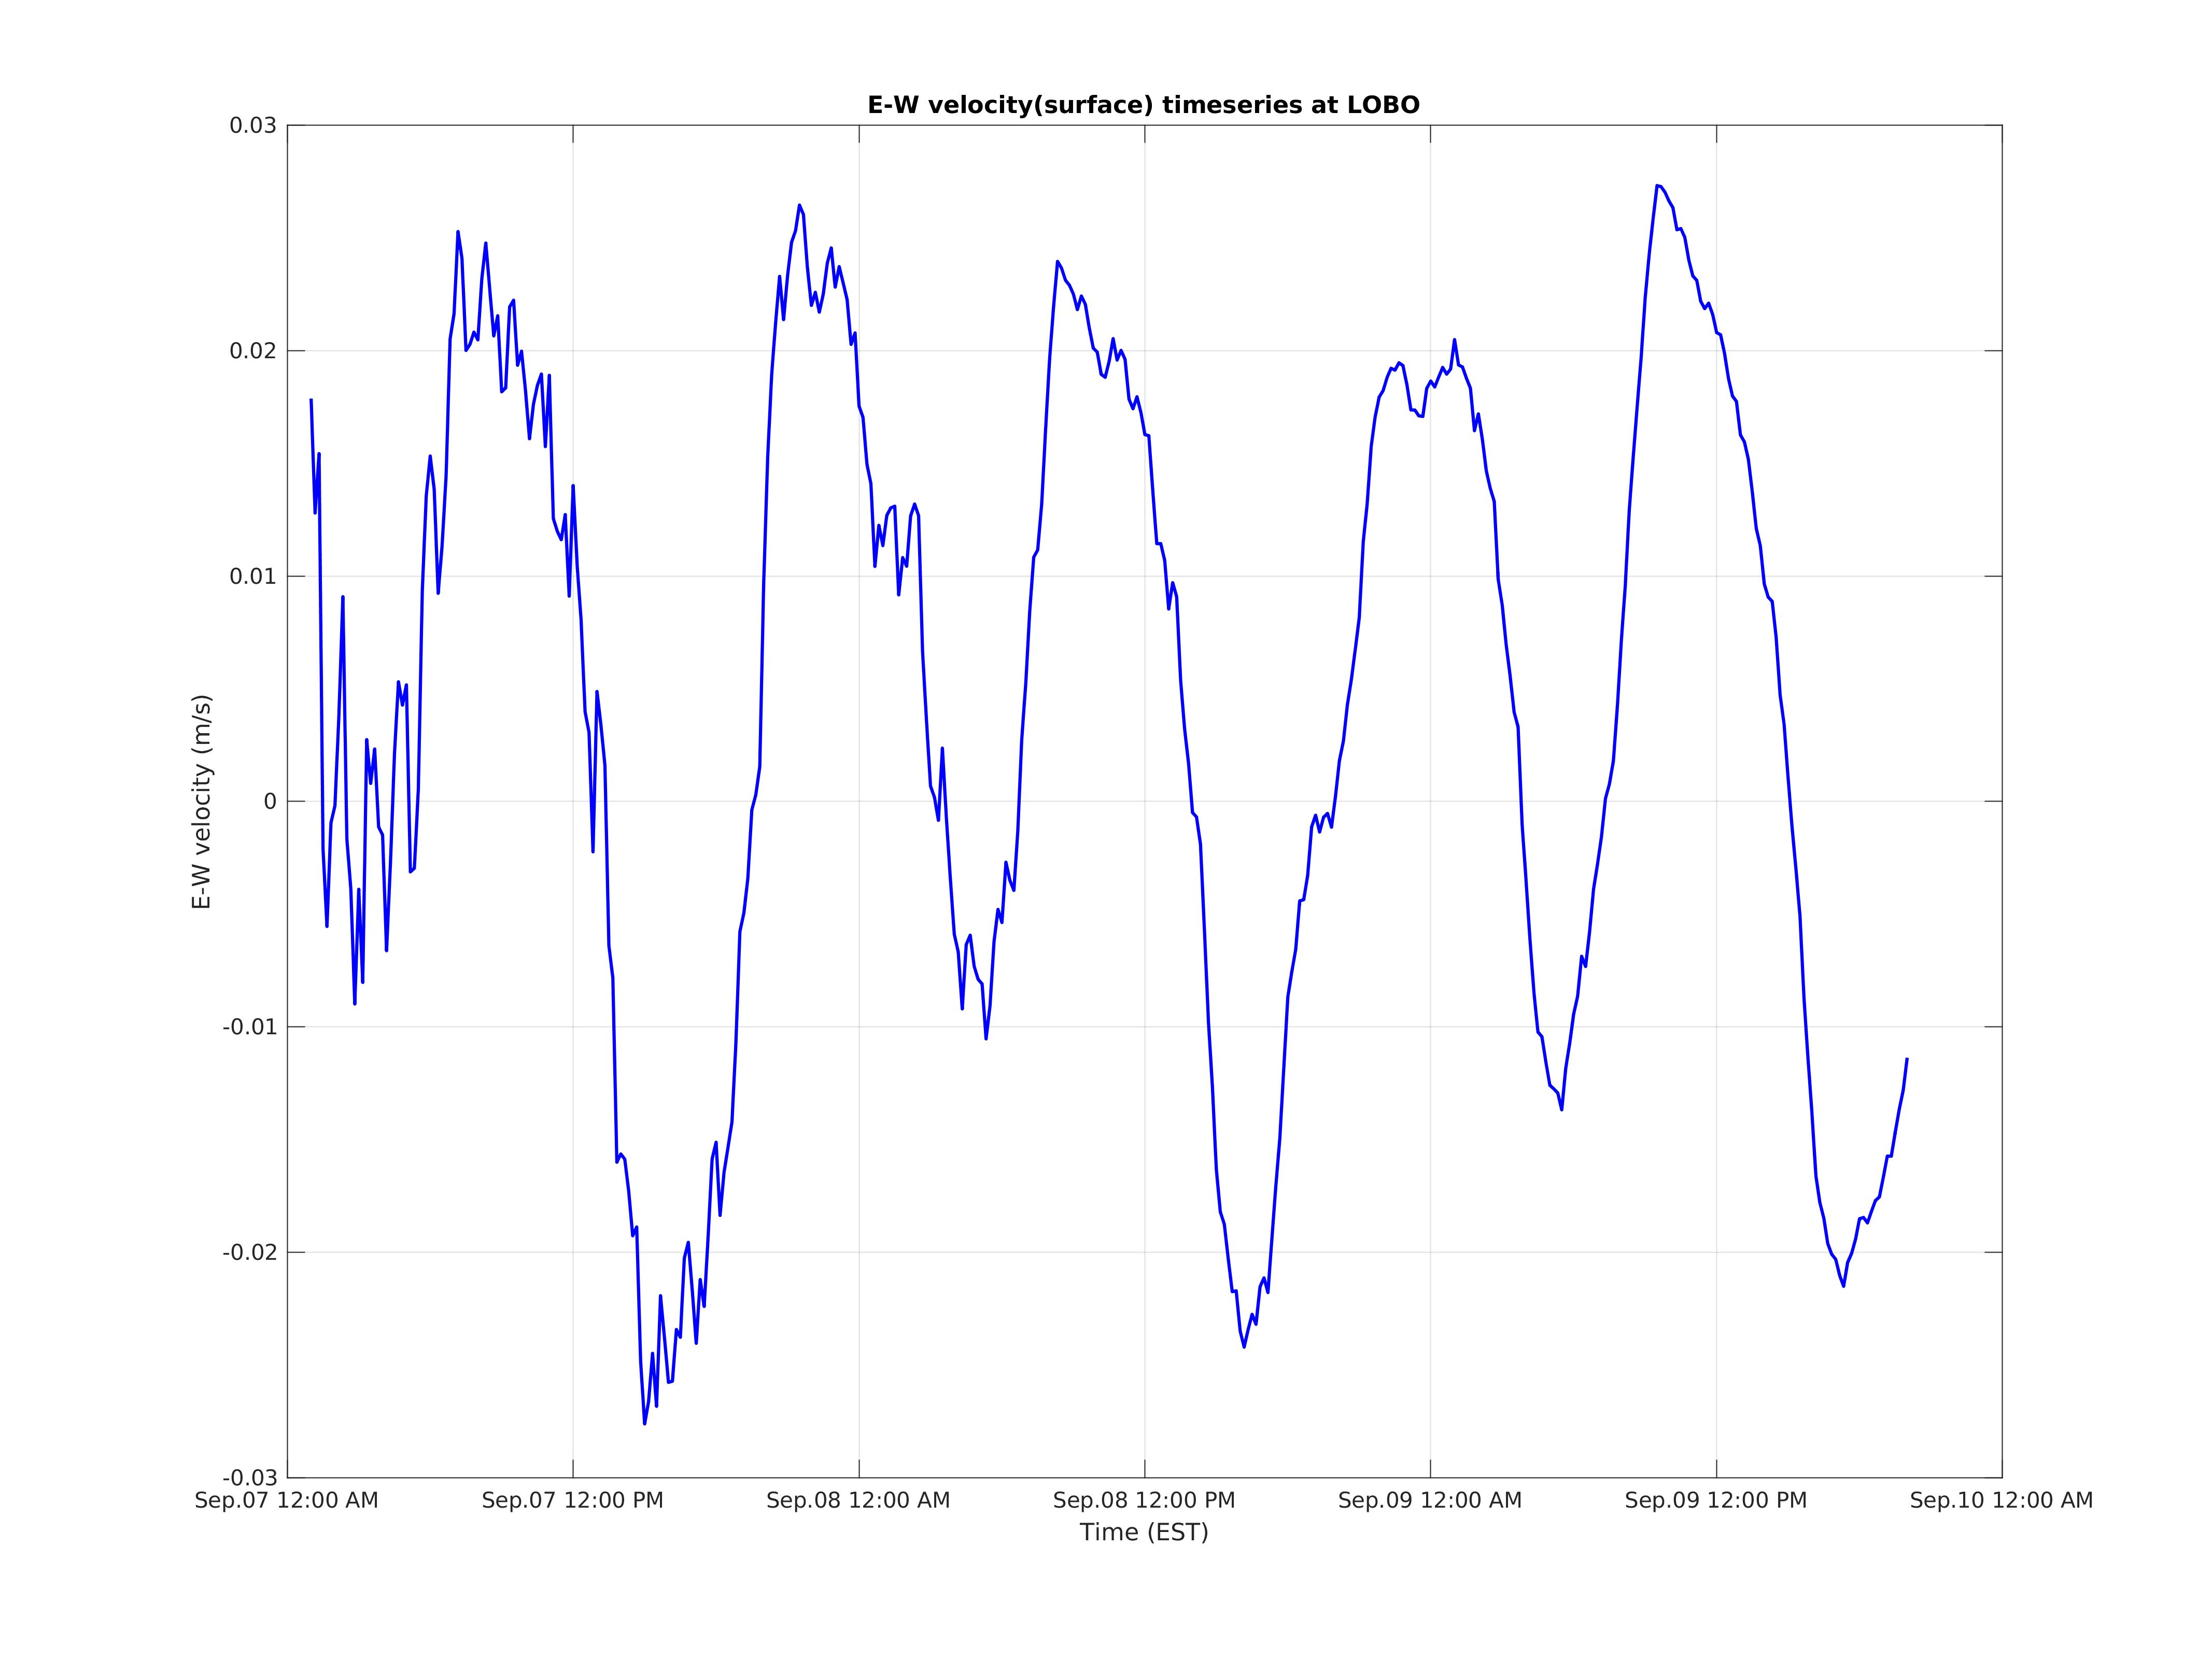 E-W velocity(surface) timeseries at LOBO
0.03
0.02
0.01
0
-0.01
-0.02
-0.03
E-W velocity (m/s)
Sep.07 12:00 AM
Sep.07 12:00 PM
Sep.08 12:00 AM
Sep.08 12:00 PM
Sep.09 12:00 AM
Sep.09 12:00 PM
Sep.10 12:00 AM
Time (EST)